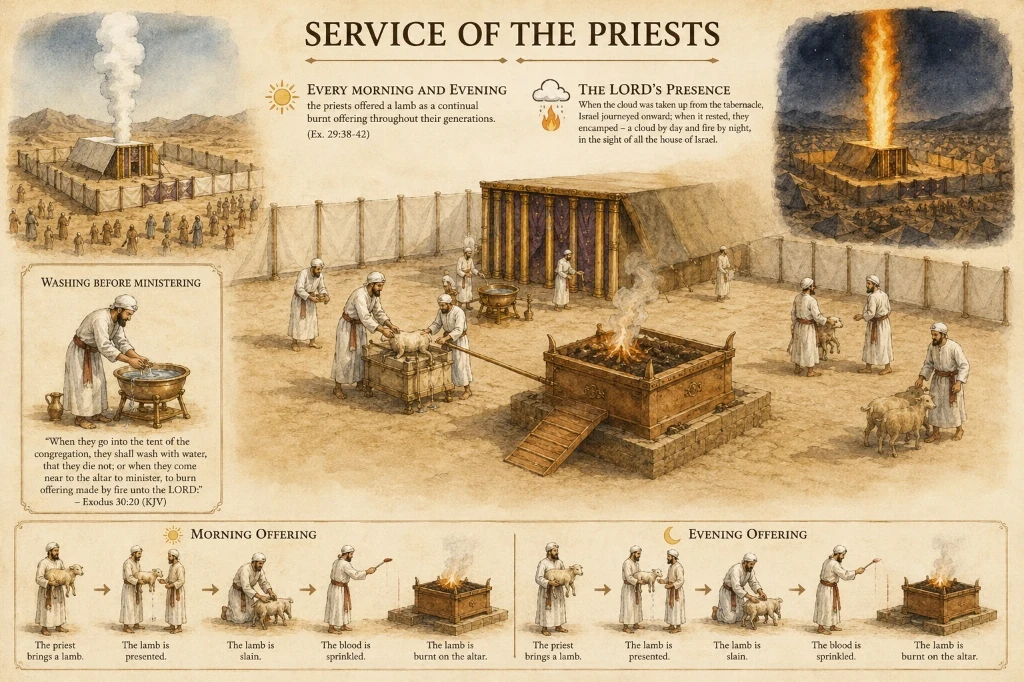 SERVICE OF THE PRIESTS
EVERY MORNING AND EVENING
the priests offered a lamb as a continual
burnt offering throughout their generations.
(Ex. 29:38-42)
THE LORD'S PRESENCE
When the cloud was taken up from the tabernacle,
Israel journeyed onward; when it rested, they
encamped – a cloud by day and fire by night,
in the sight of all the house of Israel.
WASHING BEFORE MINISTERING
"When they go into the tent of the
congregation, they shall wash with water,
that they die not; or when they come
near to the altar to minister, to burn
offering made by fire unto the LORD:"
– Exodus 30:20 (KJV)
MORNING OFFERING
The priest
brings a lamb.
The lamb is
presented.
The lamb is
slain.
The blood is
sprinkled.
The lamb is
burnt on the altar.
EVENING OFFERING
The priest
brings a lamb.
The lamb is
presented.
The lamb is
slain.
The blood is
sprinkled.
The lamb is
burnt on the altar.